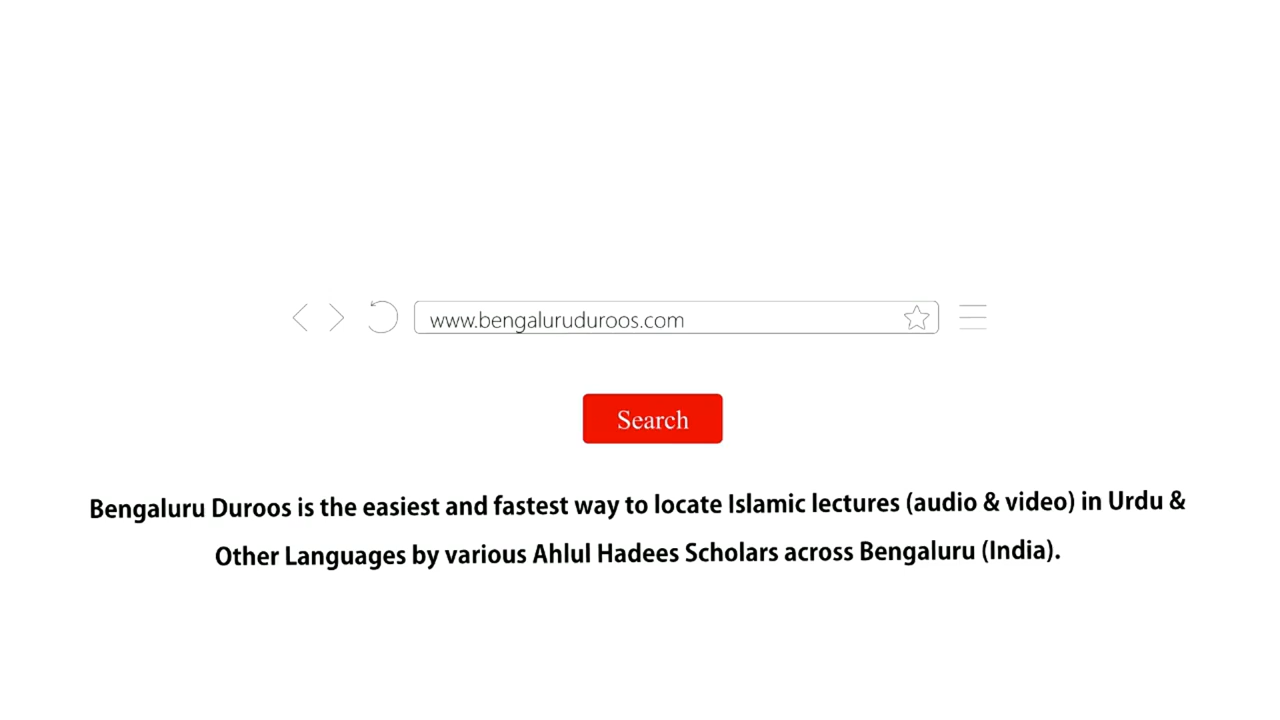 www.bengaluruduroos.com
Search
Bengaluru Duroos is the easiest and fastest way to locate Islamic lectures (audio & video) in Urdu &
Other Languages by various Ahlul Hadees Scholars across Bengaluru (India).